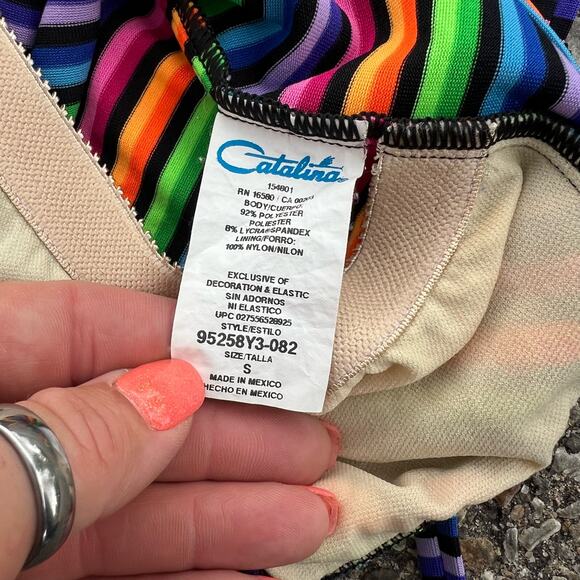 Catalina
154801
RN 16580 / CA 00203
BODY/CUERPO:
92% POLYESTER
POLIESTER
8% LYCRA®SPANDEX
LINING/FORRO:
100% NYLON/NILON
EXCLUSIVE OF
DECORATION & ELASTIC
SIN ADORNOS
NI ELASTICO
UPC 027556528925
STYLE/ESTILO
95258Y3-082
SIZE/TALLA
S
MADE IN MEXICO
HECHO EN MEXICO